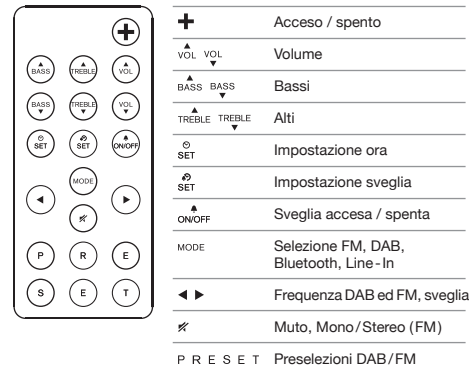 BASS TREBLE VOL
BASS TREBLE VOL
SET SET ON/OFF
MODE
P R E
S E T
Acceso / spento
VOL VOL Volume
BASS BASS Bassi
TREBLE TREBLE Alti
SET Impostazione ora
SET Impostazione sveglia
ON/OFF Sveglia accesa / spenta
MODE Selezione FM, DAB,
Bluetooth, Line-In
Frequenza DAB ed FM, sveglia
Muto, Mono/Stereo (FM)
P R E S E T Preselezioni DAB/FM